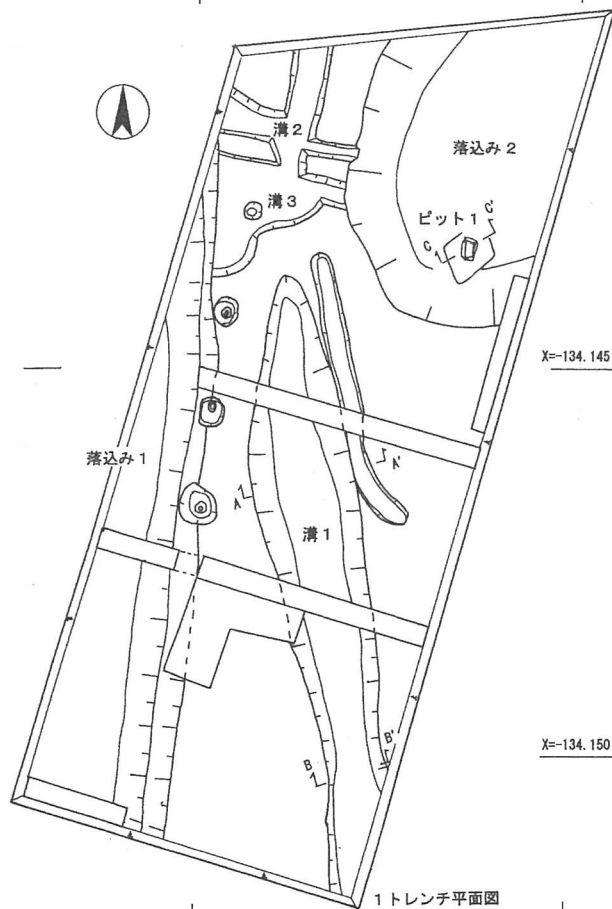 溝2
落込み2
溝3
ピット1
C
C'
X=-134.145
落込み1
A
A'
溝1
X=-134.150
B
B'
1トレンチ平面図